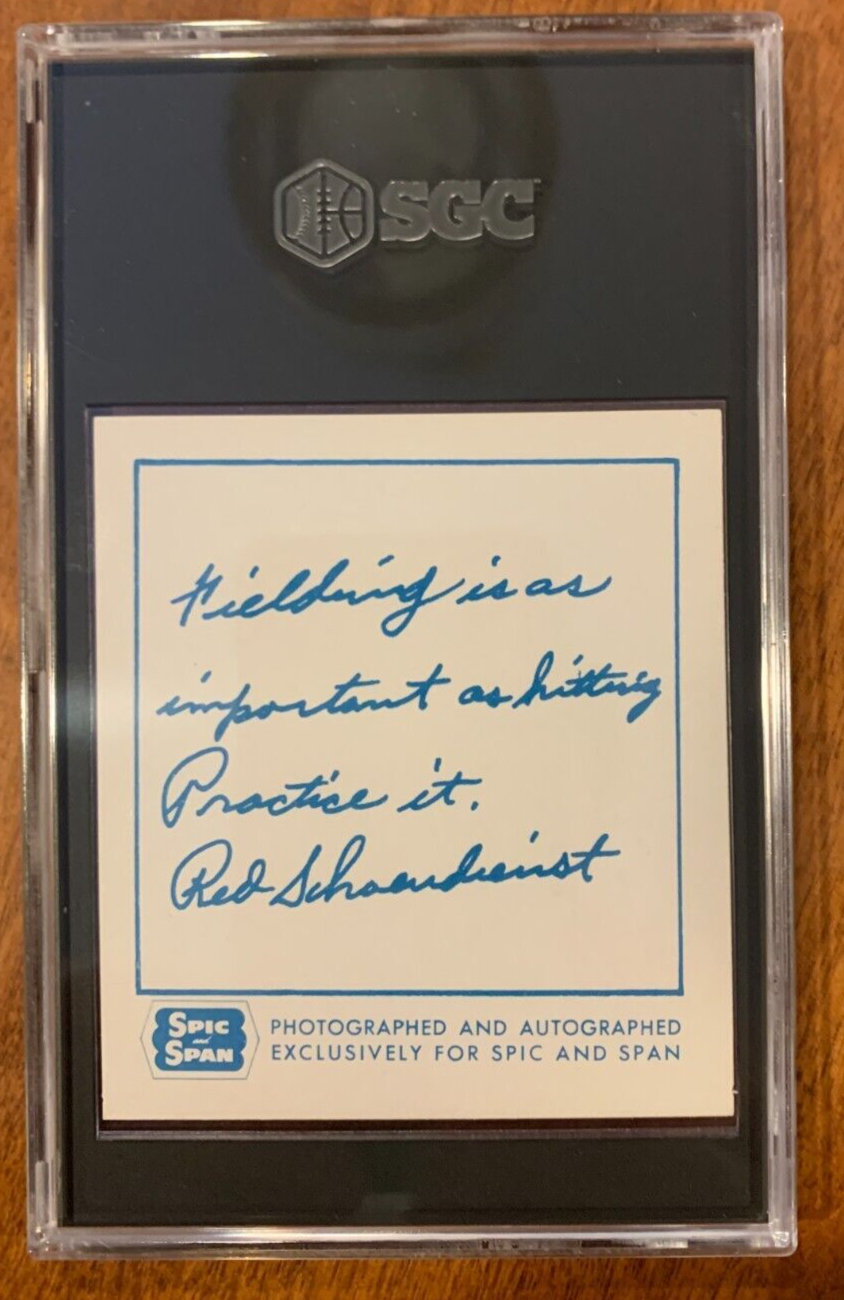 SGC
Fielding is as
important as hitting
Practice it.
Red Schoendienst
SPIC
and
SPAN
PHOTOGRAPHED AND AUTOGRAPHED
EXCLUSIVELY FOR SPIC AND SPAN